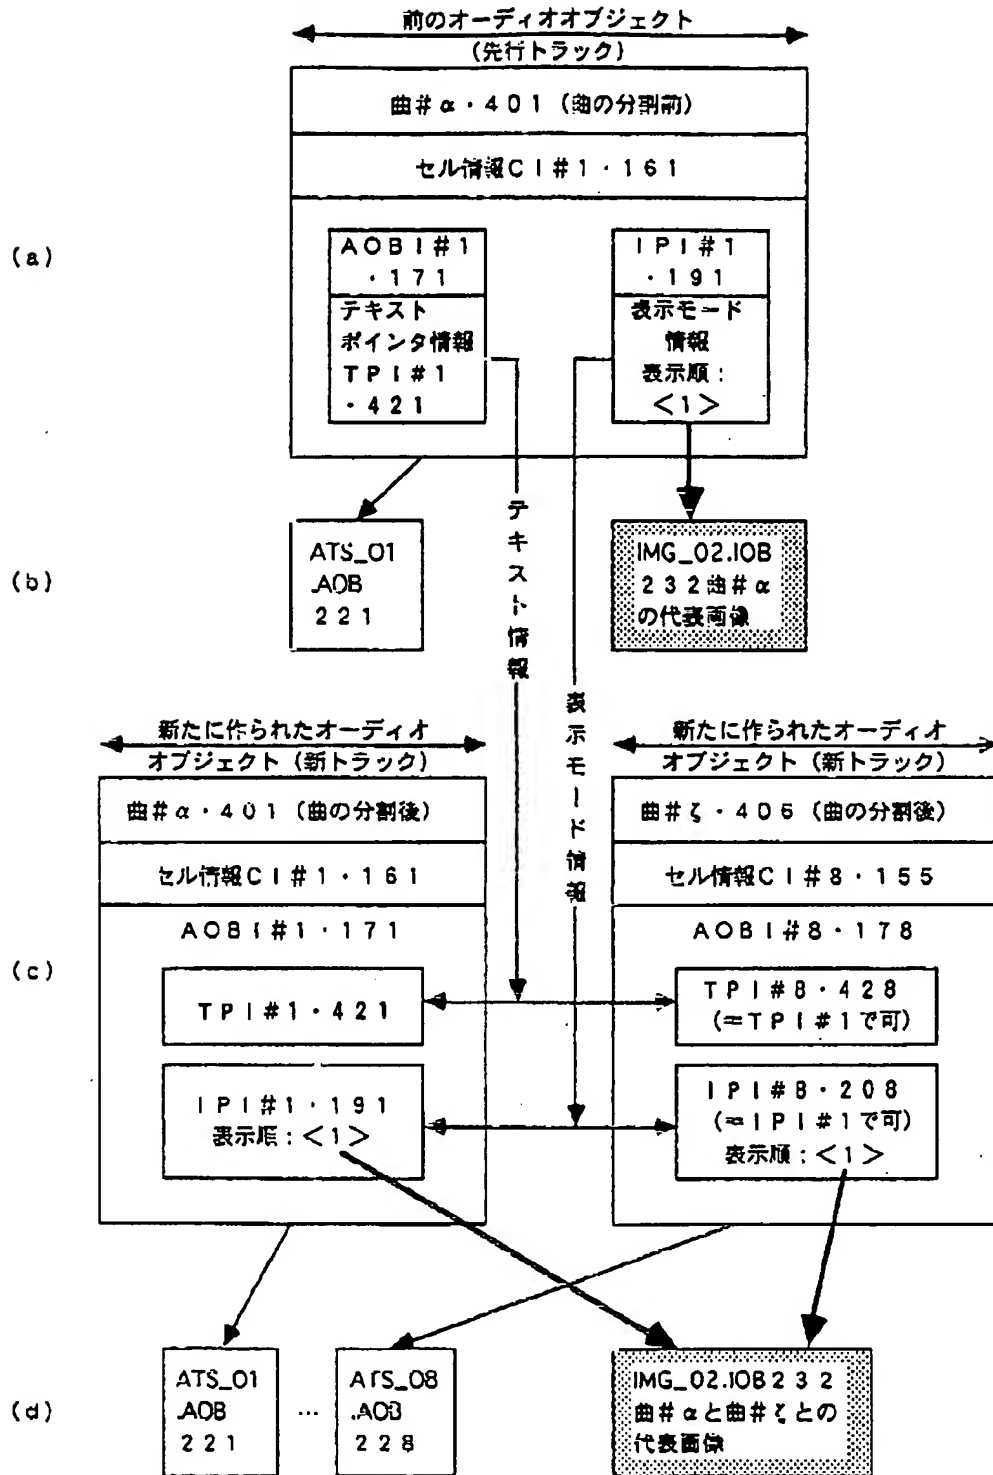 前のオーディオオブジェクト
(先行トラック)
曲#α・401(曲の分割前)
セル情報CI#1・161
(a)
AOBI#1
・171
テキスト
ポインタ情報
TPI#1
・421
IPI#1
・191
表示モード
情報
表示順:
<1>
テキスト情報
表示モード情報
(b)
ATS_01
.AOB
221
IMG_02.IOB
232曲#α
の代表画像
新たに作られたオーディオ
オブジェクト(新トラック)
曲#α・401(曲の分割後)
セル情報CI#1・161
AOBI#1・171
(c)
TPI#1・421
IPI#1・191
表示順:<1>
新たに作られたオーディオ
オブジェクト(新トラック)
曲#ζ・406(曲の分割後)
セル情報CI#8・155
AOBI#8・178
TPI#8・428
(=TPI#1で可)
IPI#8・208
(=IPI#1で可)
表示順:<1>
(d)
ATS_01
.AOB
221
…
ATS_08
.AOB
228
IMG_02.IOB232
曲#αと曲#ζとの
代表画像